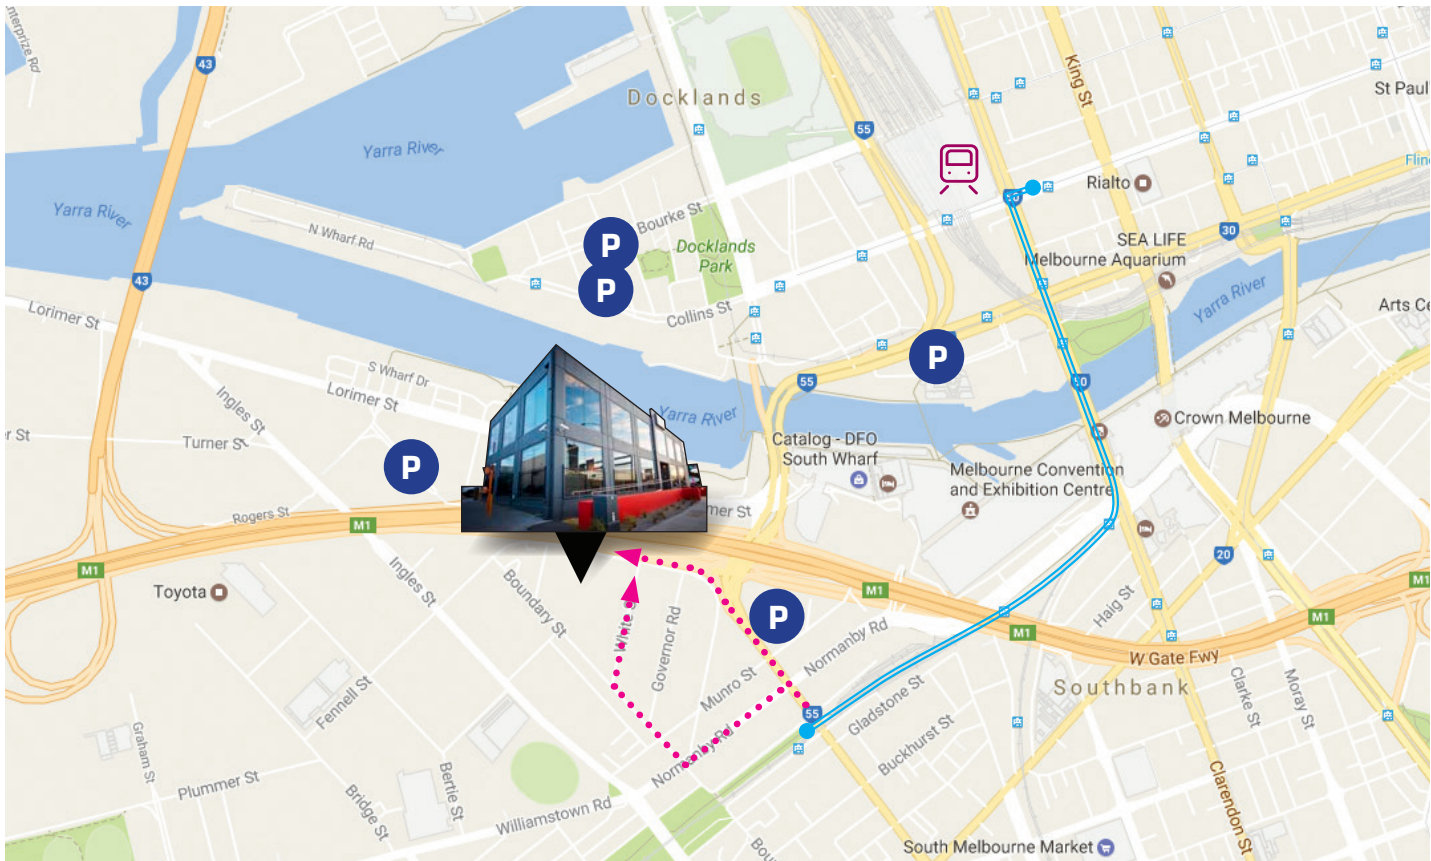 nterprize Rd
43
Docklands
King St
St Paul
Yarra River
55
Flin
Rialto
Yarra River
N Wharf Rd
P
Bourke St
Docklands
Park
30
SEA LIFE
Melbourne Aquarium
43
P
Collins St
Yarra River
Arts Ce
Lorimer St
S Wharf Dr
Ingles St
Lorimer St
P
55
Yarra River
Crown Melbourne
er St
Turner S
P
Catalog - DFO
South Wharf
Melbourne Convention
and Exhibition Centre
Rogers St
mer St
M1
20
M1
Toyota
Ingles St
Boundary St
White S
Governor Rd
P
M1
M1
Haig St
M1
M1
Normanby Rd
W Gate Fwy
Southbank
Clarke St
Moray St
Fennell St
Munro St
55
Gladstone St
Buckhurst St
Normanby Rd
Graham St
Plummer St
Bridge St
Bertie St
Williamstown Rd
Clarendon St
Bou
South Melbourne Market